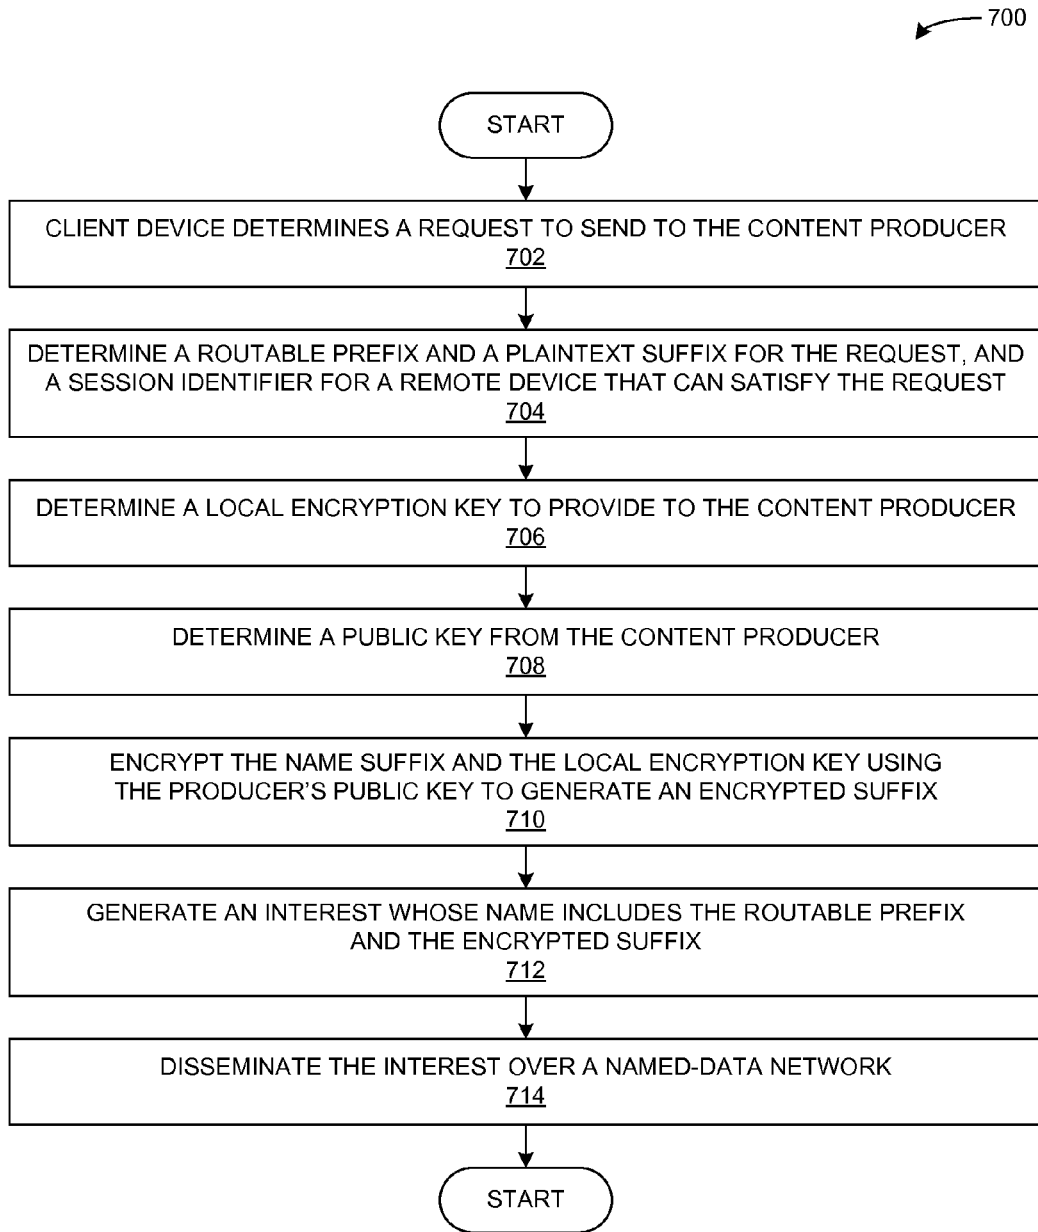 700
START
CLIENT DEVICE DETERMINES A REQUEST TO SEND TO THE CONTENT PRODUCER
702
DETERMINE A ROUTABLE PREFIX AND A PLAINTEXT SUFFIX FOR THE REQUEST, AND
A SESSION IDENTIFIER FOR A REMOTE DEVICE THAT CAN SATISFY THE REQUEST
704
DETERMINE A LOCAL ENCRYPTION KEY TO PROVIDE TO THE CONTENT PRODUCER
706
DETERMINE A PUBLIC KEY FROM THE CONTENT PRODUCER
708
ENCRYPT THE NAME SUFFIX AND THE LOCAL ENCRYPTION KEY USING
THE PRODUCER'S PUBLIC KEY TO GENERATE AN ENCRYPTED SUFFIX
710
GENERATE AN INTEREST WHOSE NAME INCLUDES THE ROUTABLE PREFIX
AND THE ENCRYPTED SUFFIX
712
DISSEMINATE THE INTEREST OVER A NAMED-DATA NETWORK
714
START